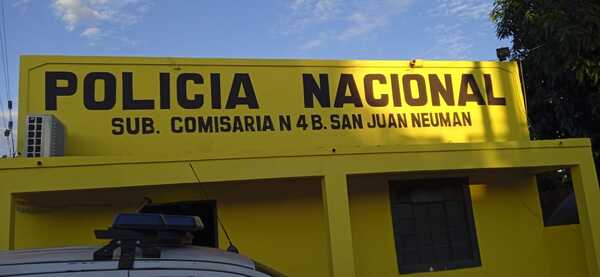 POLICIA NACIONAL
SUB. COMISARIA N 4 B. SAN JUAN NEUMAN